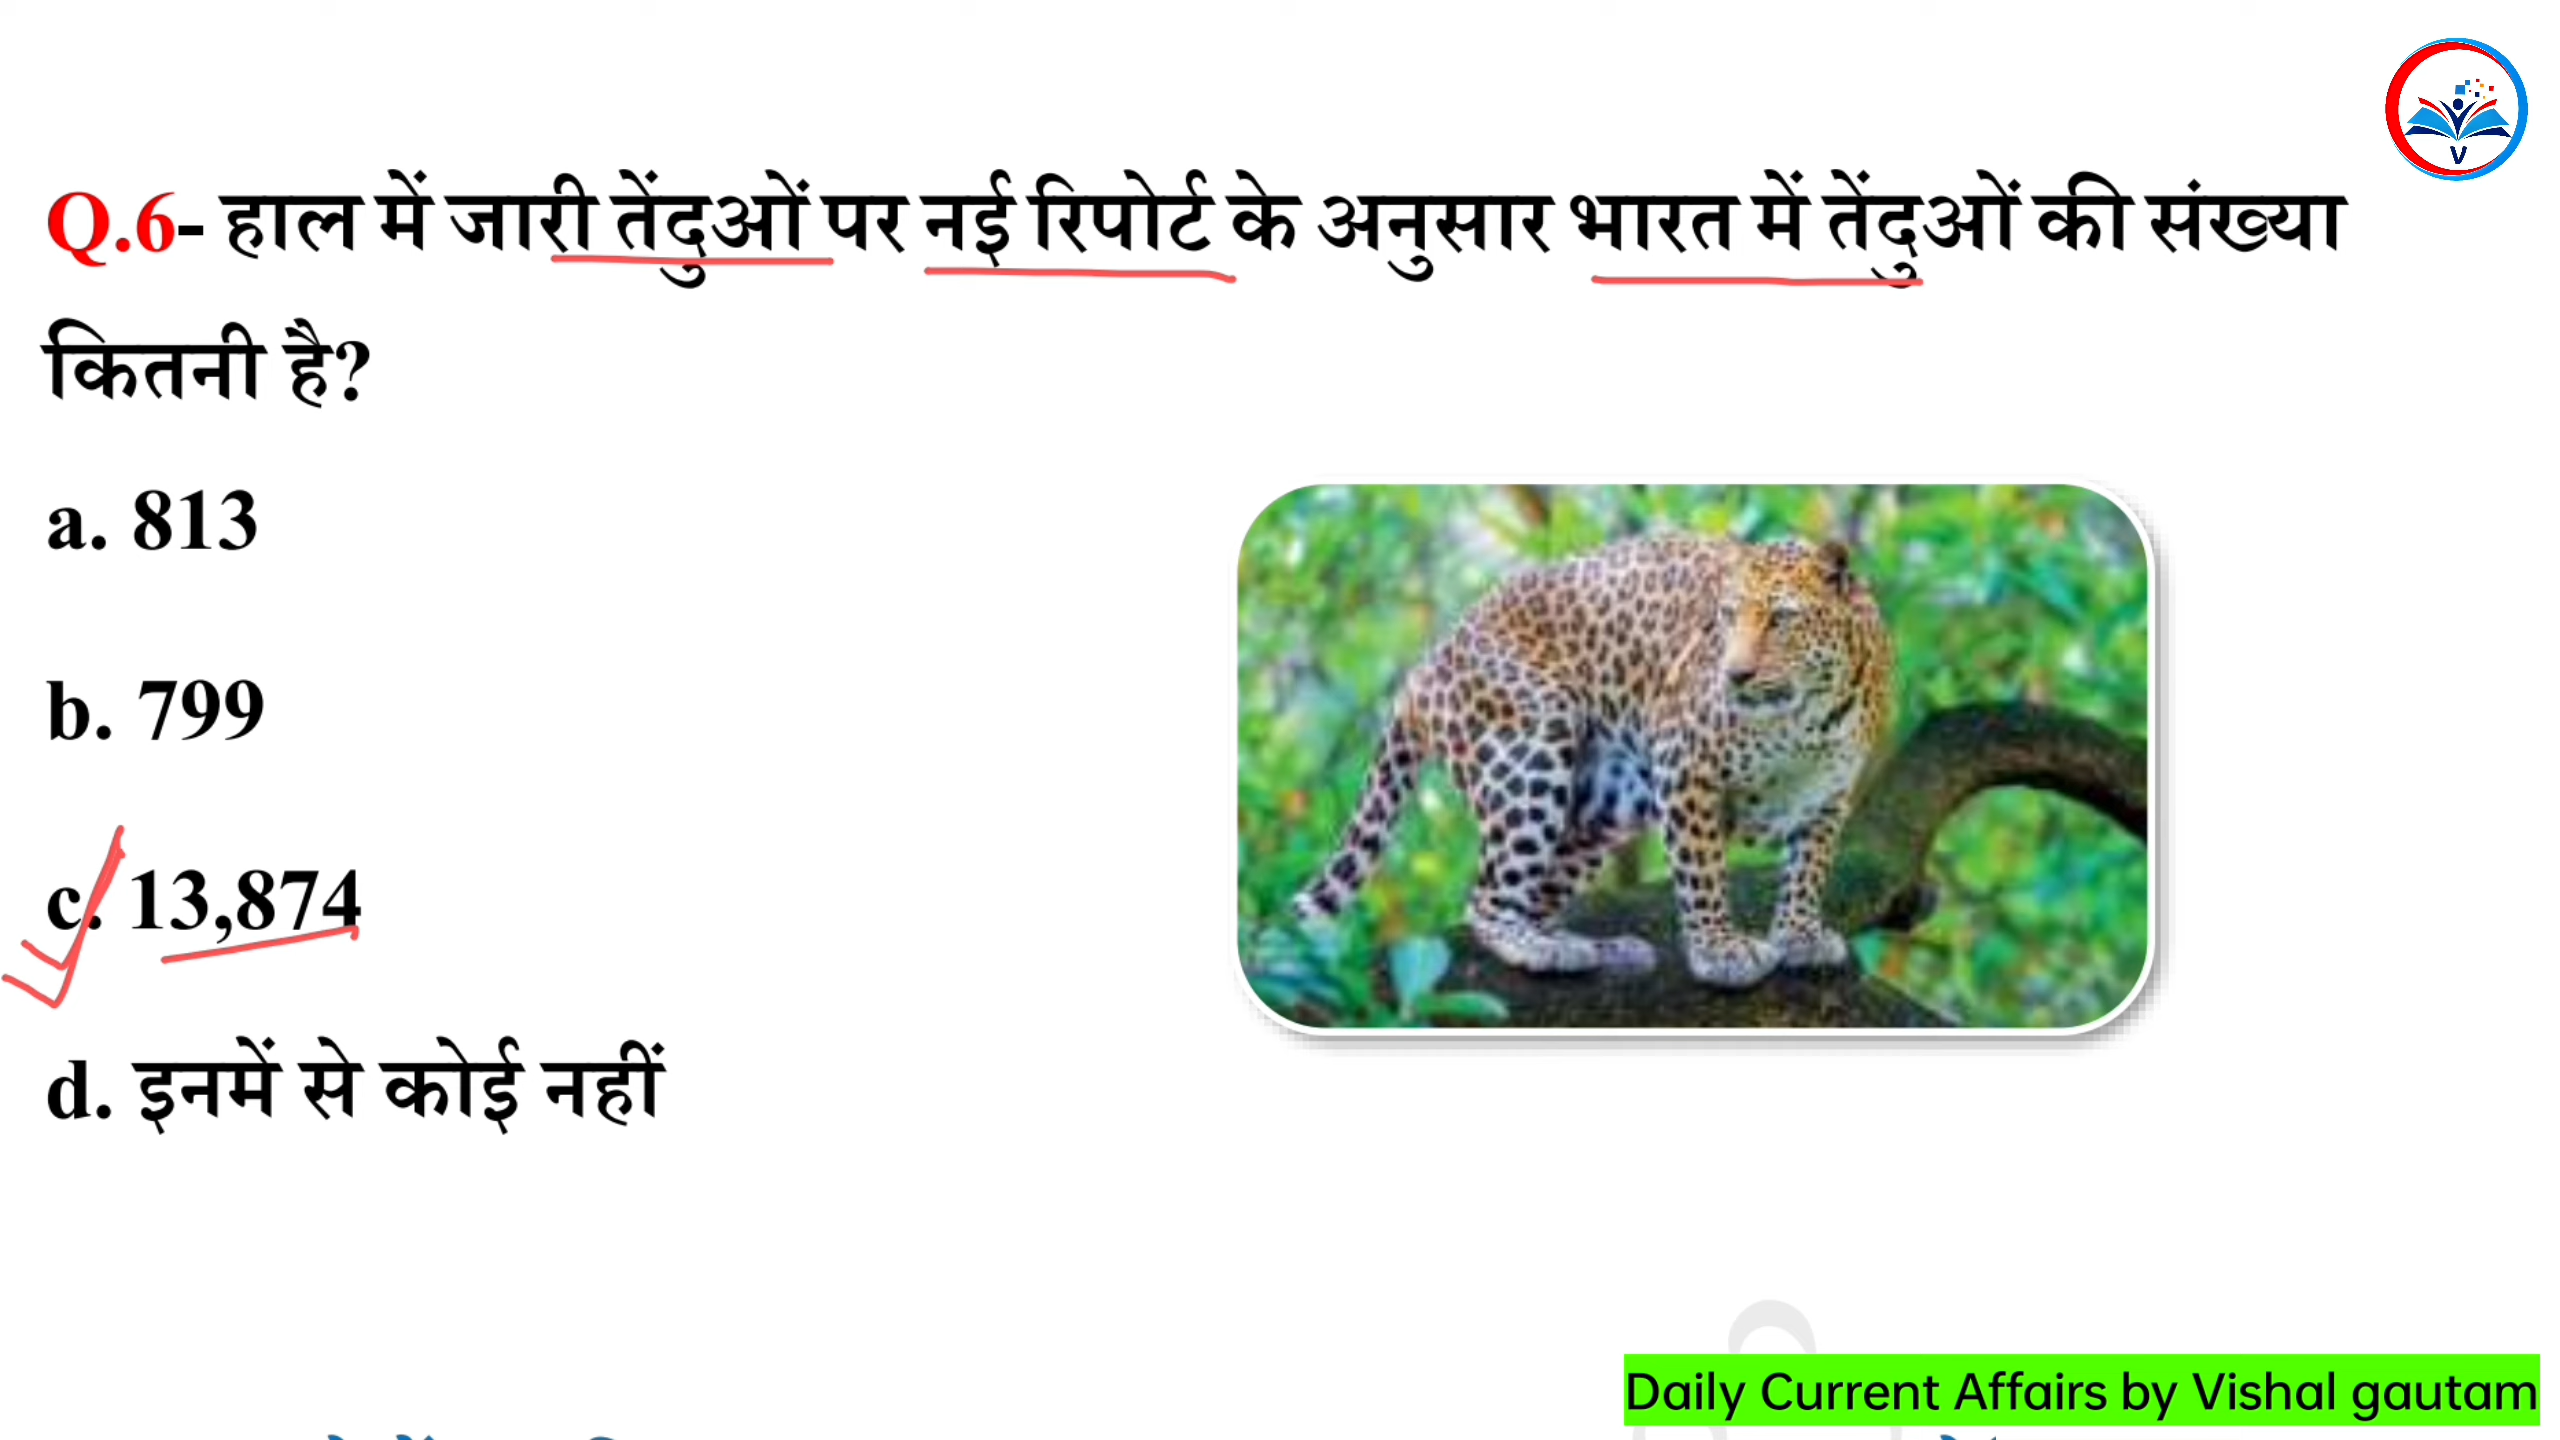 Q.6- हाल में जारी तेंदुओं पर नई रिपोर्ट के अनुसार भारत में तेंदुओं की संख्या
कितनी है?
a. 813
b. 799
c. 13,874
d. इनमें से कोई नहीं
V
Daily Current Affairs by Vishal gautam